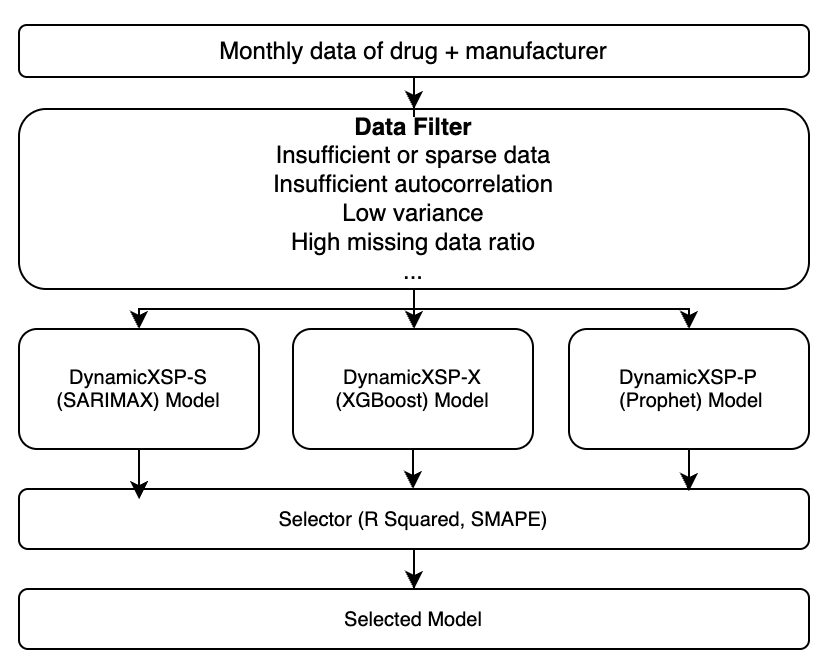 Monthly data of drug + manufacturer
Data Filter
Insufficient or sparse data
Insufficient autocorrelation
Low variance
High missing data ratio
...
DynamicXSP-S
(SARIMAX) Model
DynamicXSP-X
(XGBoost) Model
DynamicXSP-P
(Prophet) Model
Selector (R Squared, SMAPE)
Selected Model